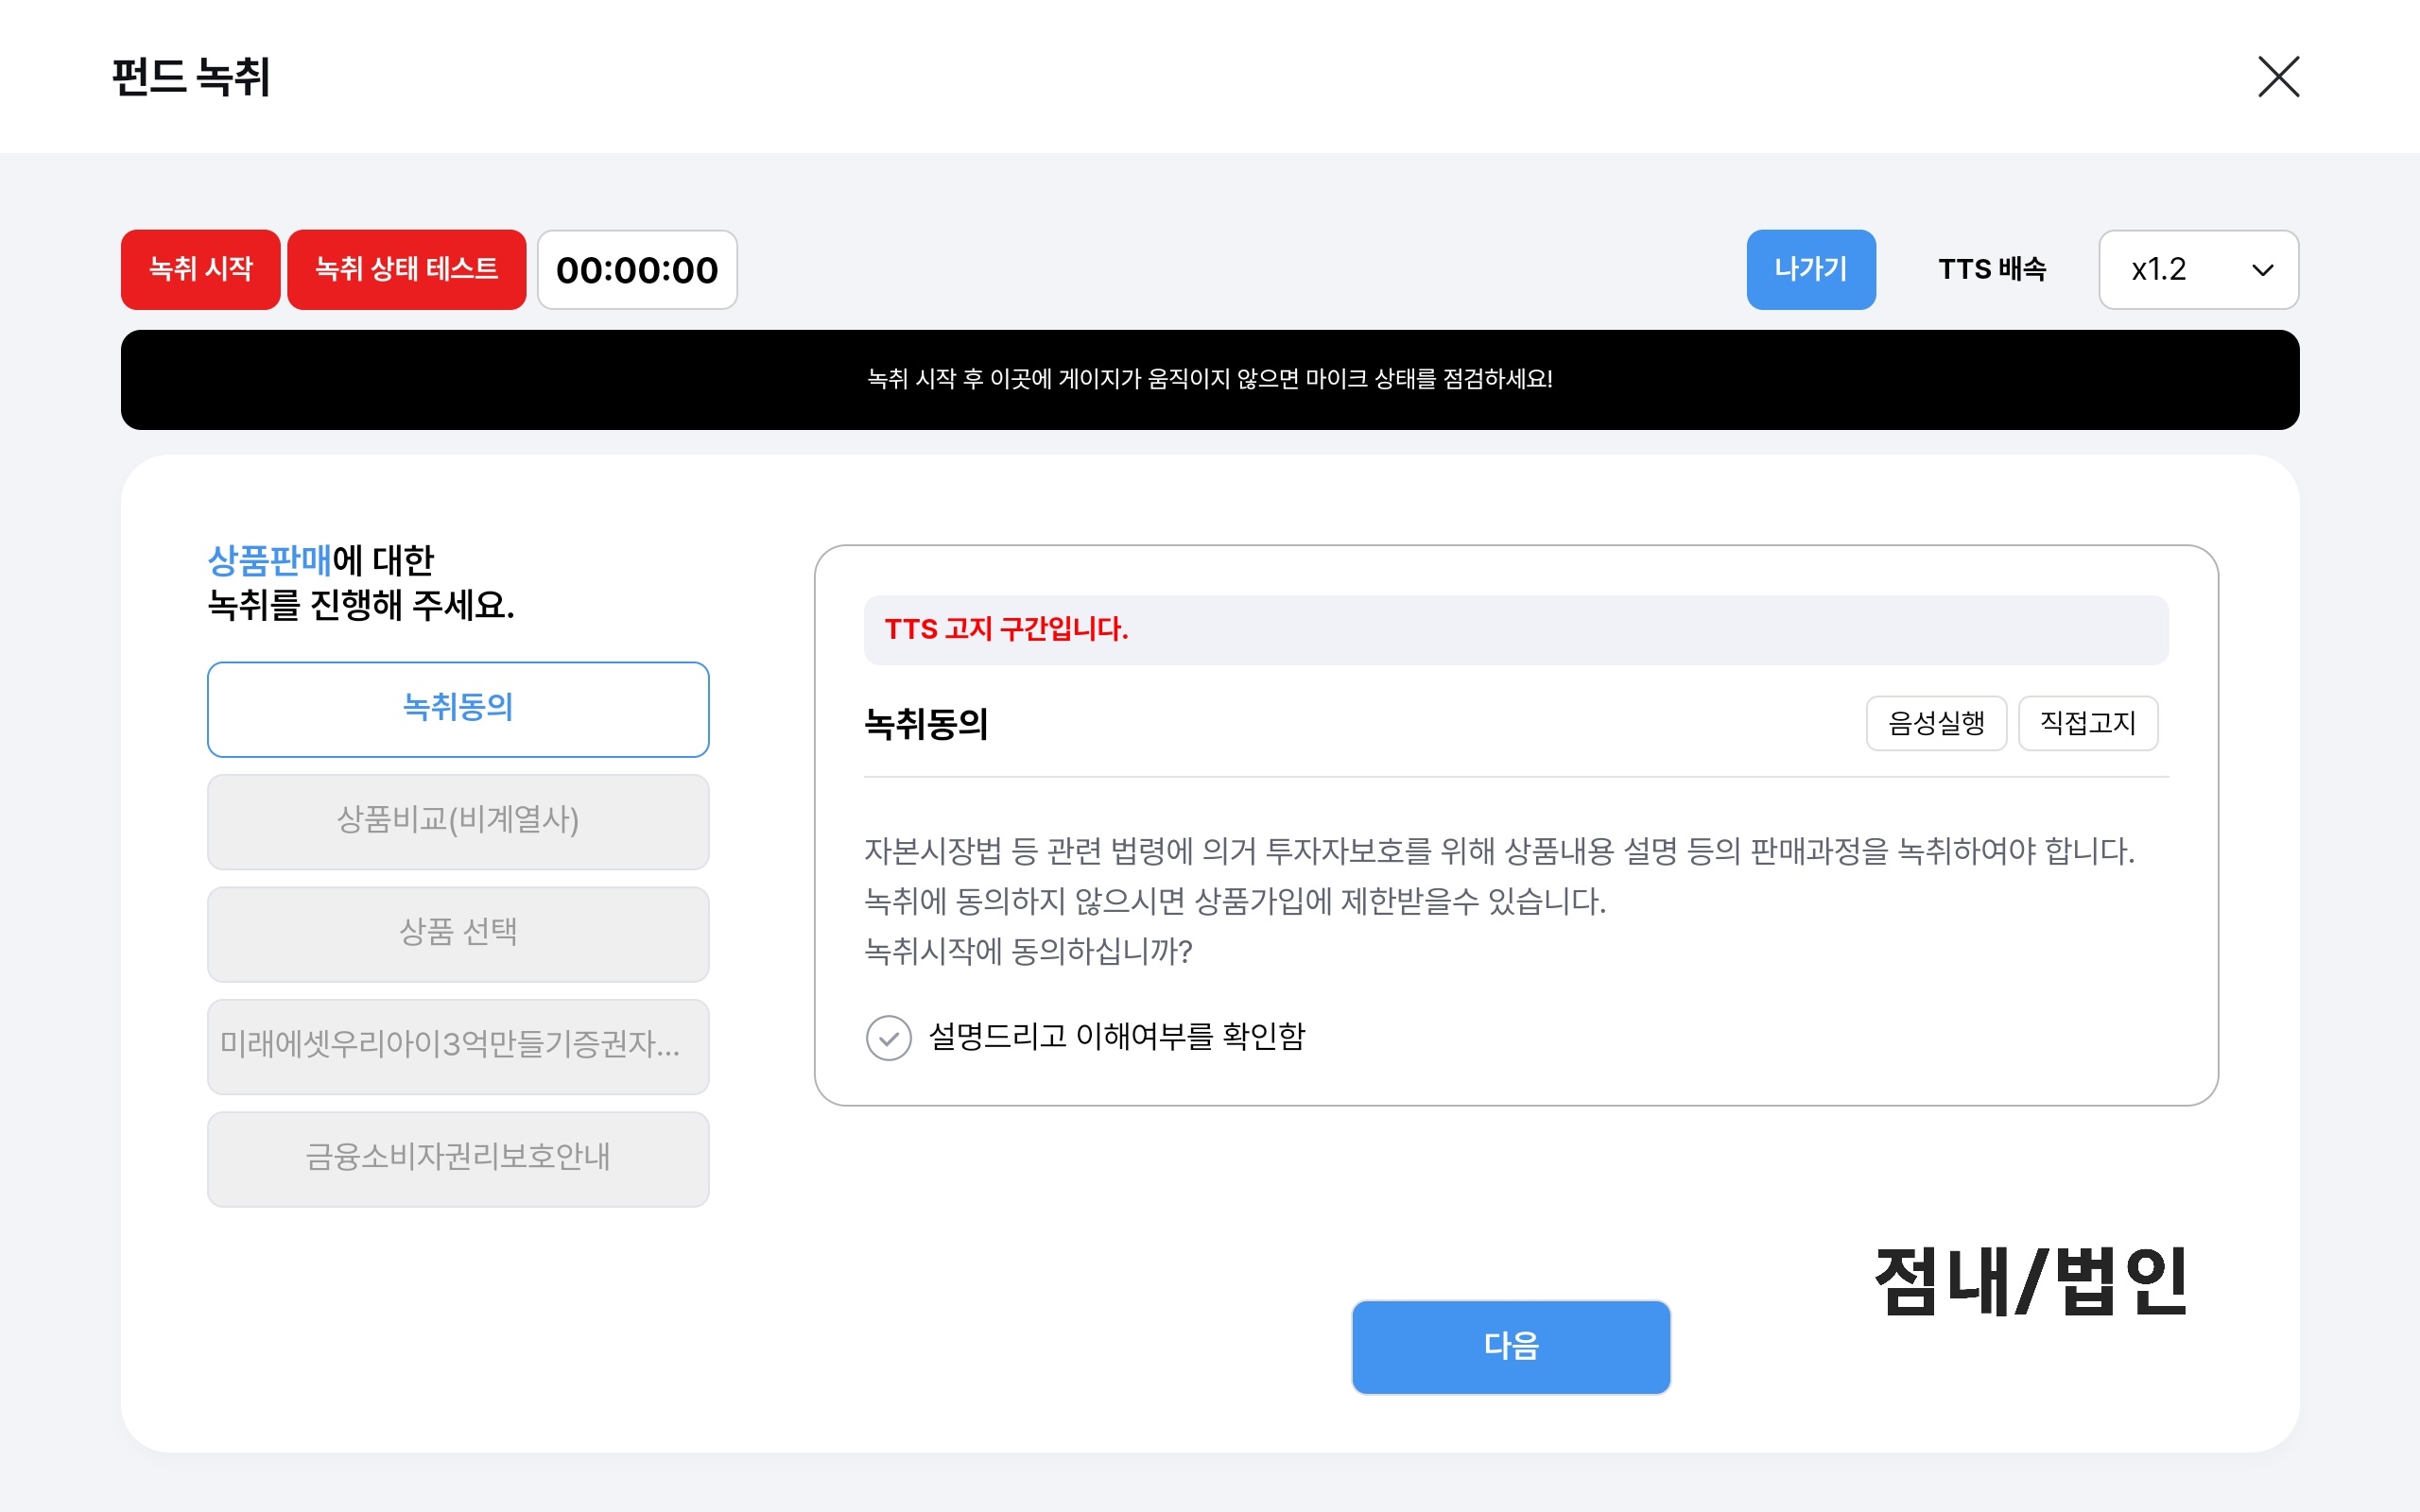 펀드 녹취
녹취 시작
녹취 상태 테스트
00:00:00
나가기
TTS 배속
x1.2
녹취 시작 후 이곳에 게이지가 움직이지 않으면 마이크 상태를 점검하세요!
상품판매에 대한
녹취를 진행해 주세요.
녹취동의
상품비교(비계열사)
상품 선택
미래에셋우리아이3억만들기증권자...
금융소비자권리보호안내
TTS 고지 구간입니다.
녹취동의
음성실행
직접고지
자본시장법 등 관련 법령에 의거 투자자보호를 위해 상품내용 설명 등의 판매과정을 녹취하여야 합니다.
녹취에 동의하지 않으시면 상품가입에 제한받을수 있습니다.
녹취시작에 동의하십니까?
설명드리고 이해여부를 확인함
점내/법인
다음